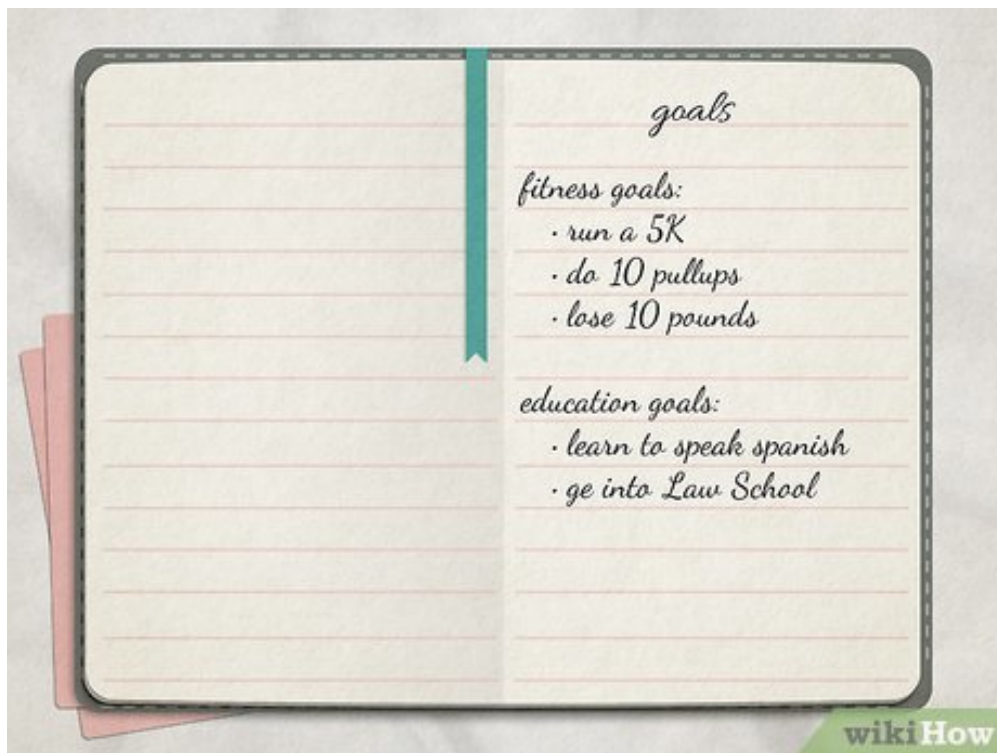 goals
fitness goals:
· run a 5K
· do 10 pullups
· lose 10 pounds
education goals:
· learn to speak spanish
· ge into Law School
wikiHow